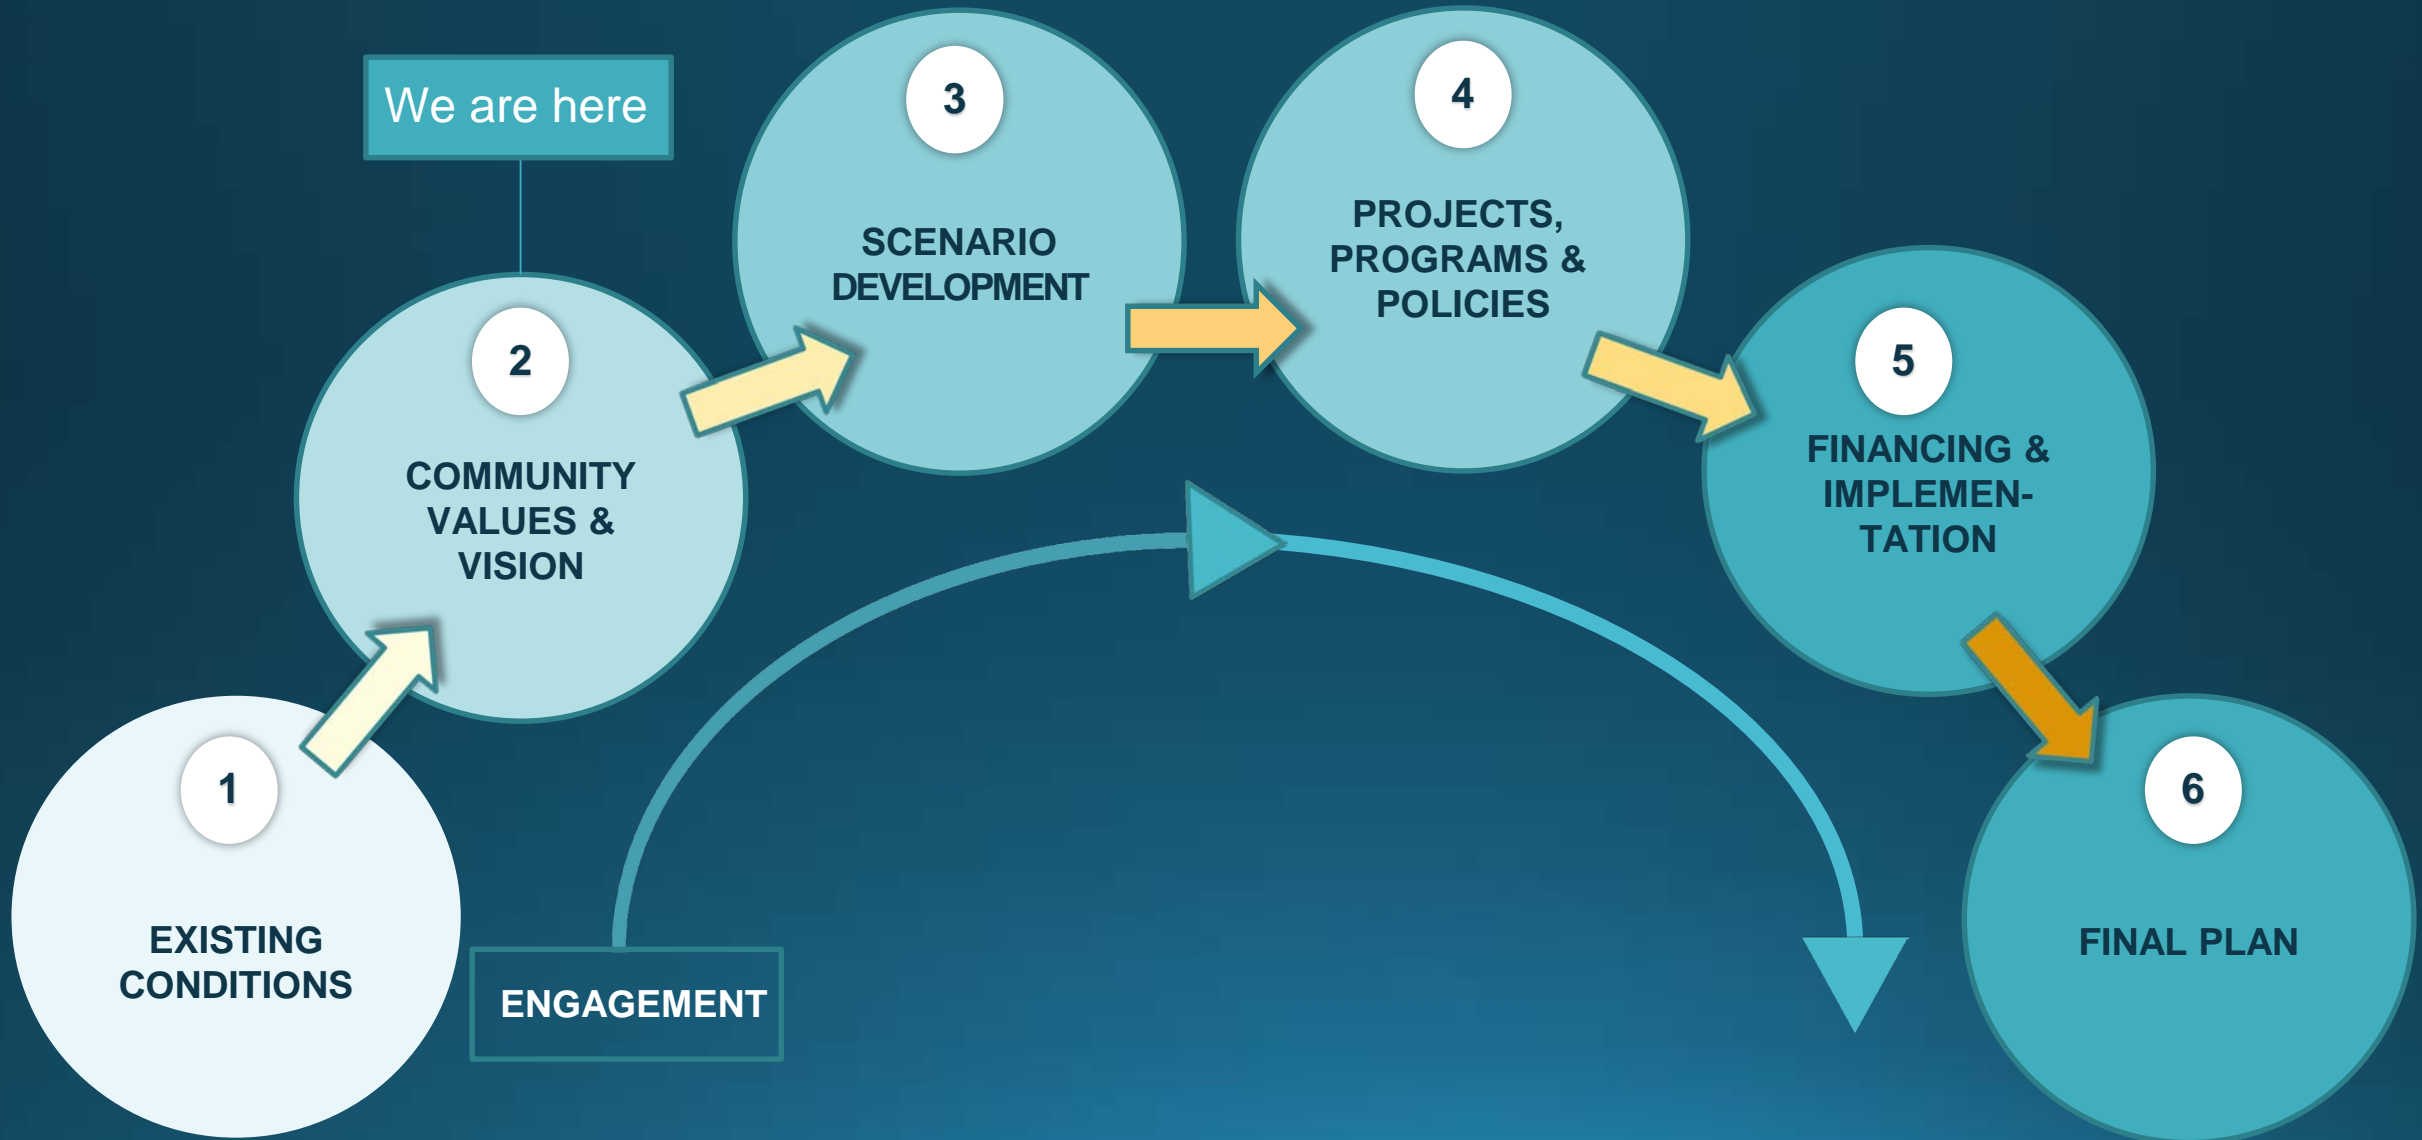 We are here
1
EXISTING
CONDITIONS
2
COMMUNITY
VALUES &
VISION
3
SCENARIO
DEVELOPMENT
4
PROJECTS,
PROGRAMS &
POLICIES
5
FINANCING &
IMPLEMEN-
TATION
6
FINAL PLAN
ENGAGEMENT